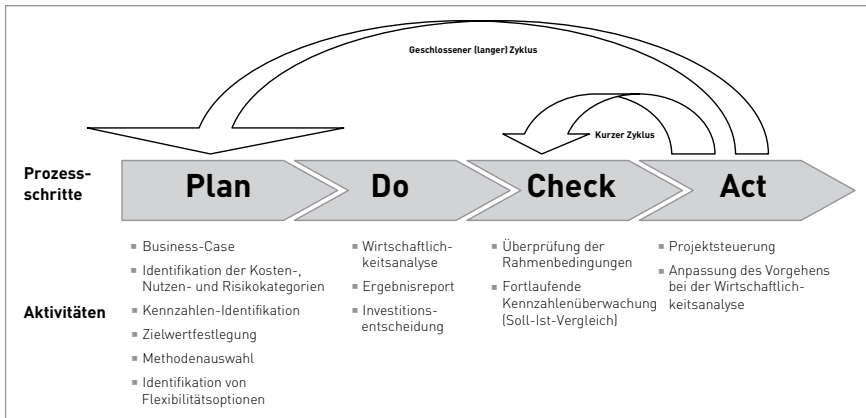 Geschlossener (langer) Zyklus
Kurzer Zyklus
Prozess-
schritte
Plan
Do
Check
Act
Aktivitäten
▪ Business-Case
▪ Identifikation der Kosten-,
Nutzen- und Risikokategorien
▪ Kennzahlen-Identifikation
▪ Zielwertfestlegung
▪ Methodenauswahl
▪ Identifikation von
Flexibilitätsoptionen
▪ Wirtschaftlich-
keitsanalyse
▪ Ergebnisreport
▪ Investitions-
entscheidung
▪ Überprüfung der
Rahmenbedingungen
▪ Fortlaufende
Kennzahlenüberwachung
(Soll-Ist-Vergleich)
▪ Projektsteuerung
▪ Anpassung des Vorgehens
bei der Wirtschaftlich-
keitsanalyse